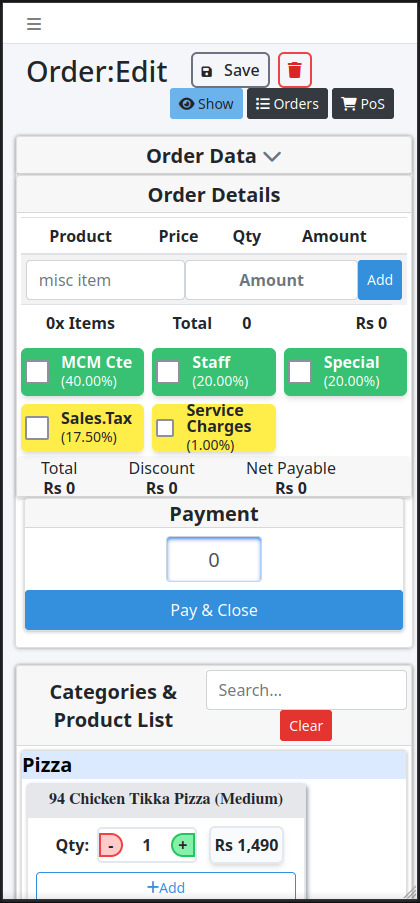 Order:Edit
Save
Show
Orders
PoS
Order Data
Order Details
Product Price Qty Amount
misc item Amount Add
0x Items Total 0 Rs 0
MCM Cte
(40.00%)
Staff
(20.00%)
Special
(20.00%)
Sales.Tax
(17.50%)
Service
Charges
(1.00%)
Total Discount Net Payable
Rs 0 Rs 0 Rs 0
Payment
0
Pay & Close
Categories &
Product List
Search...
Clear
Pizza
94 Chicken Tikka Pizza (Medium)
Qty: - 1 + Rs 1,490
+Add